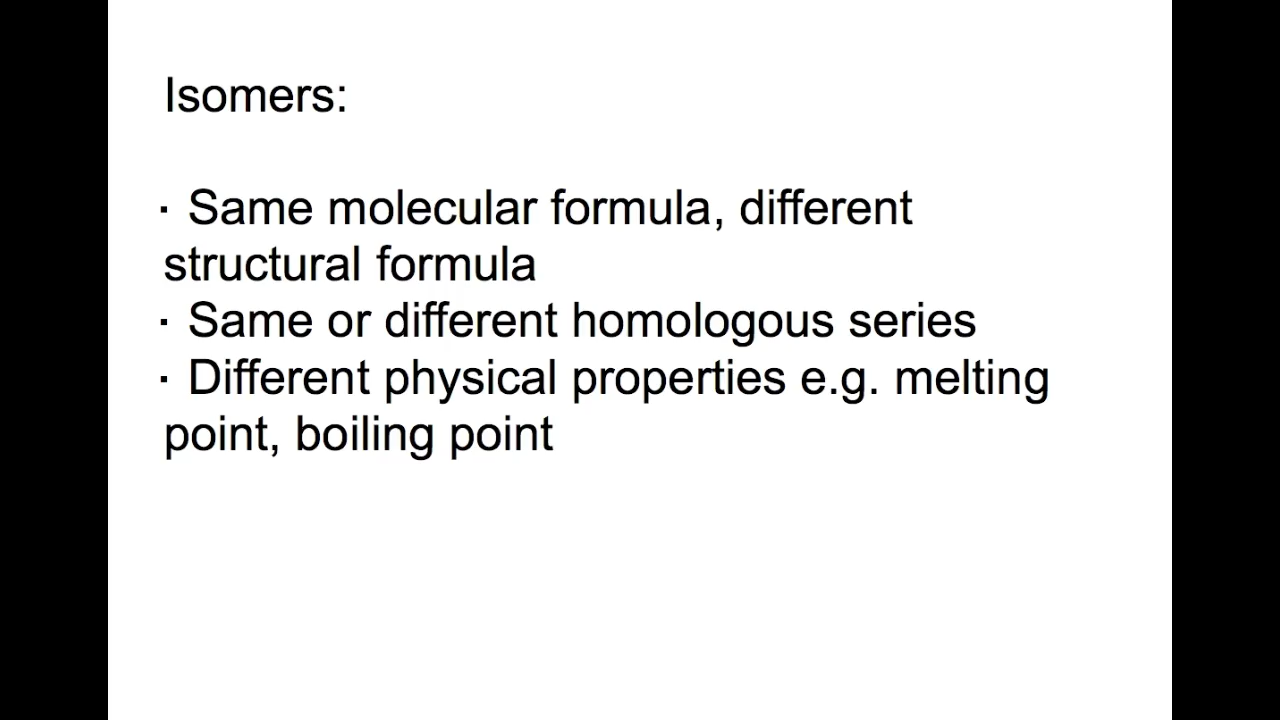 Isomers:
· Same molecular formula, different
structural formula
· Same or different homologous series
· Different physical properties e.g. melting
point, boiling point